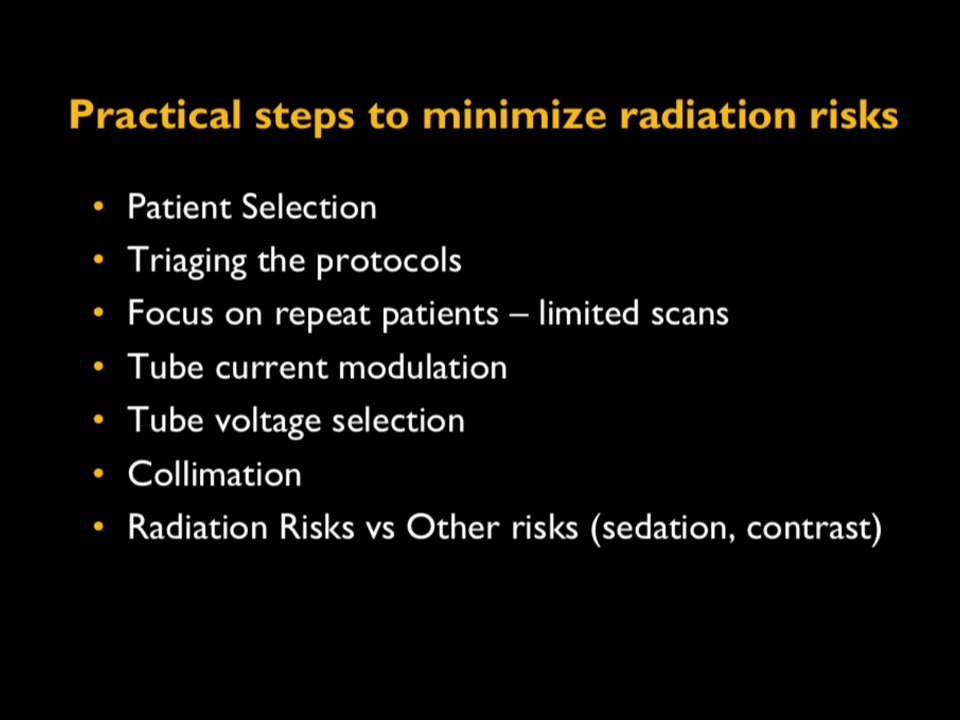 Practical steps to minimize radiation risks
• Patient Selection
• Triaging the protocols
• Focus on repeat patients – limited scans
• Tube current modulation
• Tube voltage selection
• Collimation
• Radiation Risks vs Other risks (sedation, contrast)